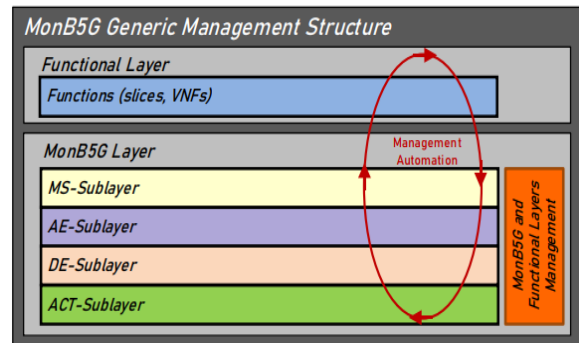 MonB5G Generic Management Structure
Functional Layer
Functions (slices, VNFs)
Management
Automation
MonB5G Layer
MS-Sublayer
AE-Sublayer
DE-Sublayer
ACT-Sublayer
MonB5G and
Functional Layers
Management